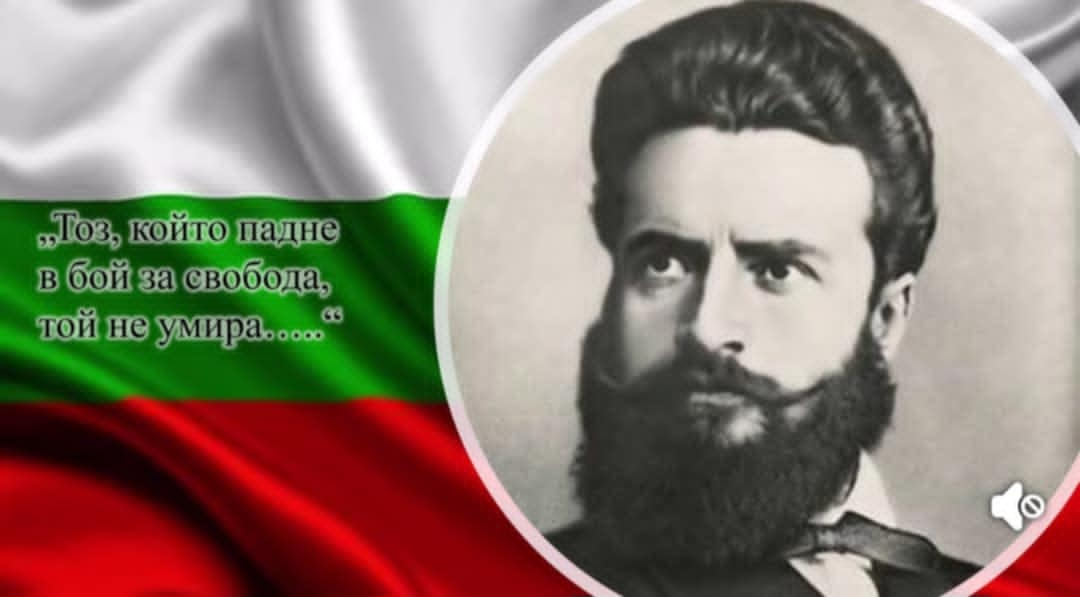 „Тоз, който падне
в бой за свобода,
той не умира…..“